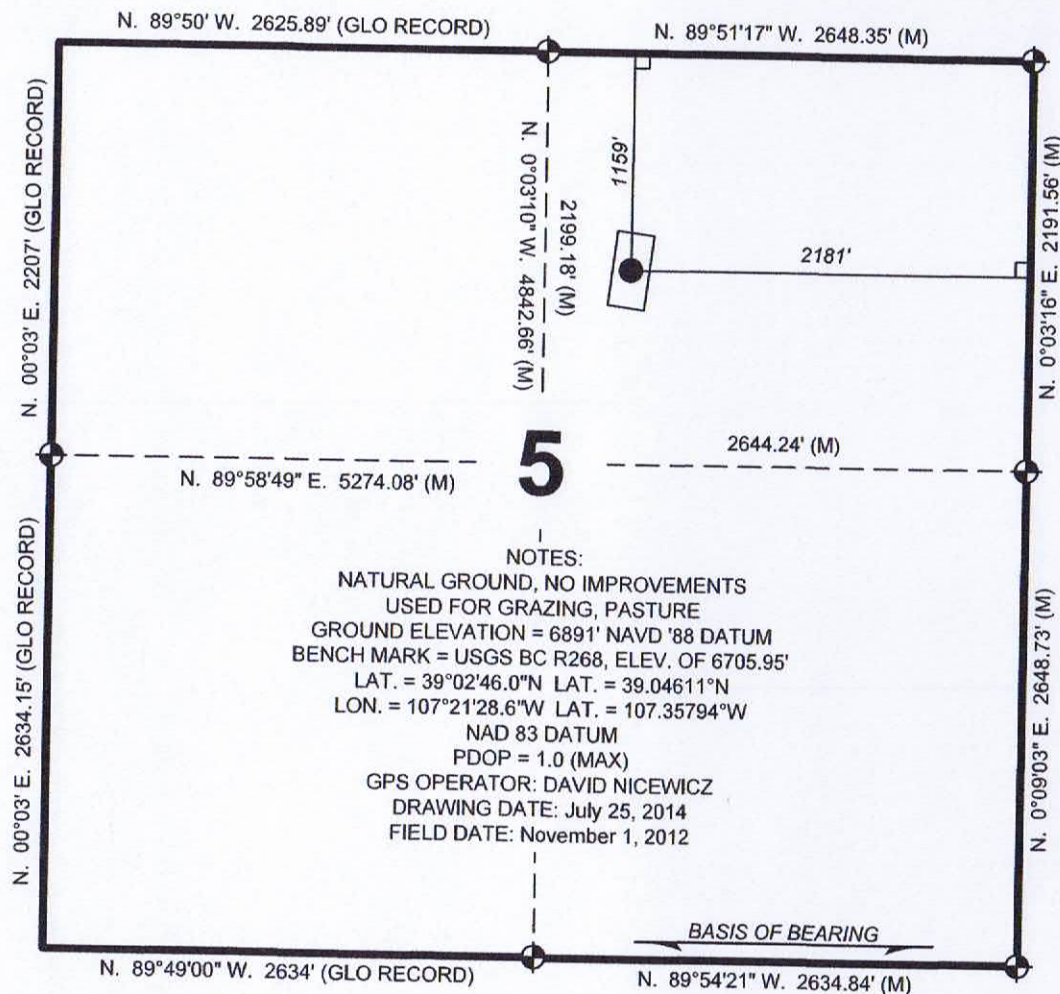 N. 89°50' W. 2625.89' (GLO RECORD)
N. 89°51'17" W. 2648.35' (M)
N. 00°03' E. 2207' (GLO RECORD)
N. 0°03'10" W. 4842.66' (M)
2199.18' (M)
1159'
2181'
N. 0°03'16" E. 2191.56' (M)
N. 89°58'49" E. 5274.08' (M)
5
2644.24' (M)
N. 00°03' E. 2634.15' (GLO RECORD)
NOTES:
NATURAL GROUND, NO IMPROVEMENTS
USED FOR GRAZING, PASTURE
GROUND ELEVATION = 6891' NAVD '88 DATUM
BENCH MARK = USGS BC R268, ELEV. OF 6705.95'
LAT. = 39°02'46.0"N LAT. = 39.04611°N
LON. = 107°21'28.6"W LAT. = 107.35794°W
NAD 83 DATUM
PDOP = 1.0 (MAX)
GPS OPERATOR: DAVID NICEWICZ
DRAWING DATE: July 25, 2014
FIELD DATE: November 1, 2012
N. 0°09'03" E. 2648.73' (M)
BASIS OF BEARING
N. 89°49'00" W. 2634' (GLO RECORD)
N. 89°54'21" W. 2634.84' (M)